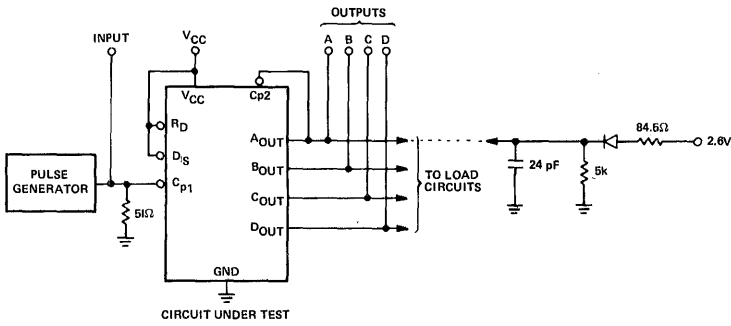 OUTPUTS
INPUT
VCC
A B C D
VCC
Cp2
RD
DIS
Cp1
AOUT
BOUT
COUT
DOUT
GND
PULSE
GENERATOR
51Ω
TO LOAD
CIRCUITS
24 pF
5k
84.5Ω
2.6V
CIRCUIT UNDER TEST